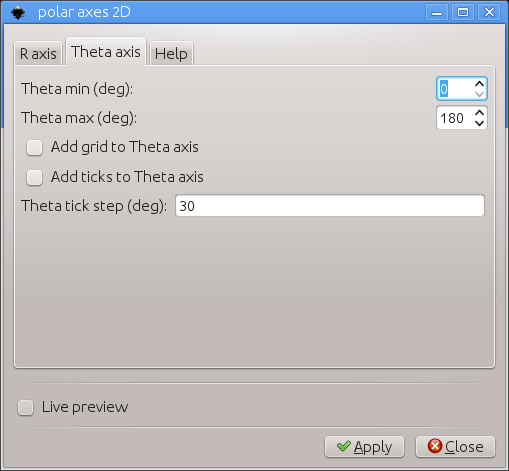 polar axes 2D
R axis Theta axis Help
Theta min (deg): 0
Theta max (deg): 180
Add grid to Theta axis
Add ticks to Theta axis
Theta tick step (deg): 30
Live preview
Apply Close